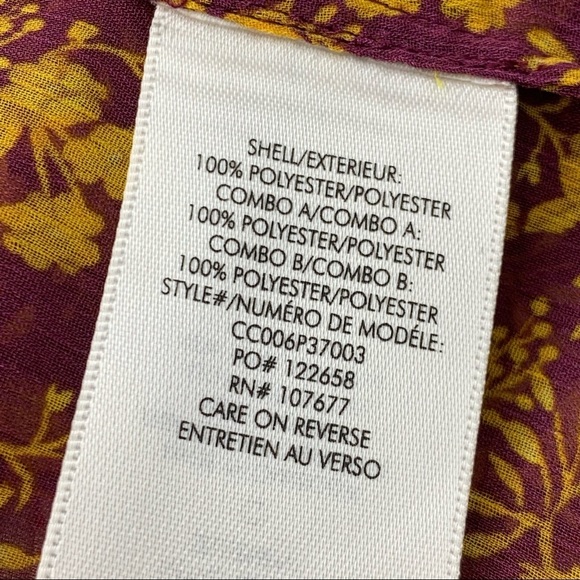 SHELL/EXTERIEUR:
100% POLYESTER/POLYESTER
COMBO A/COMBO A:
100% POLYESTER/POLYESTER
COMBO B/COMBO B:
100% POLYESTER/POLYESTER
STYLE#/NUMÉRO DE MODÉLE:
CC006P37003
PO# 122658
RN# 107677
CARE ON REVERSE
ENTRETIEN AU VERSO